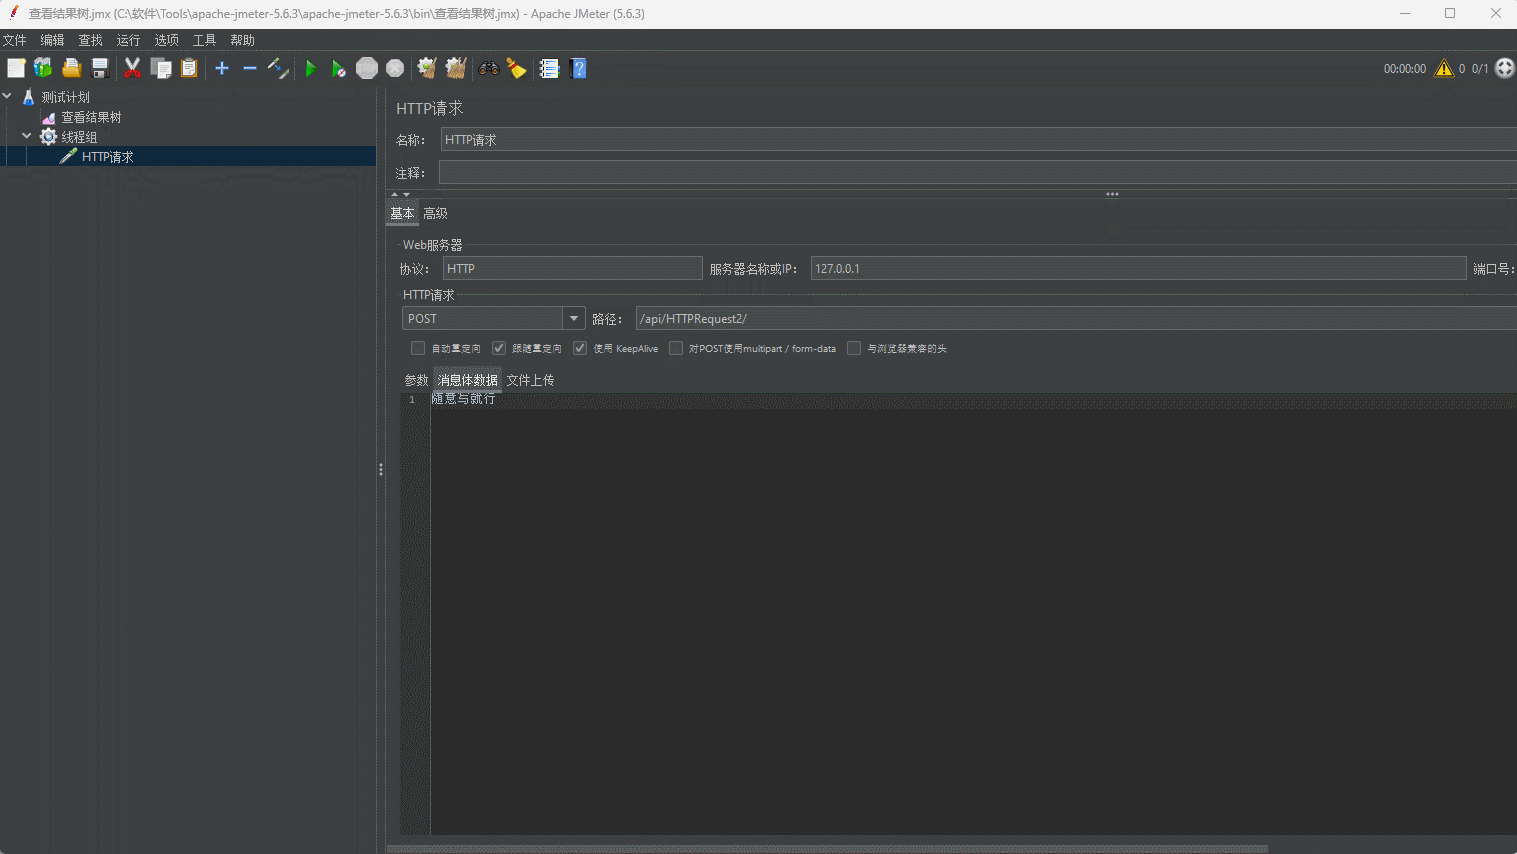 查看结果树.jmx (C:\软件\Tools\apache-jmeter-5.6.3\apache-jmeter-5.6.3\bin\查看结果树.jmx) - Apache JMeter (5.6.3)
文件 编辑 查找 运行 选项 工具 帮助
00:00:00 0 0/1
测试计划
查看结果树
线程组
HTTP请求
HTTP请求
名称： HTTP请求
注释：
基本 高级
Web服务器
协议： HTTP 服务器名称或IP： 127.0.0.1 端口号：
HTTP请求
POST 路径： /api/HTTPRequest2/
自动重定向 跟随重定向 使用 KeepAlive 对POST使用multipart / form-data 与浏览器兼容的头
参数 消息体数据 文件上传
1 随意与就行